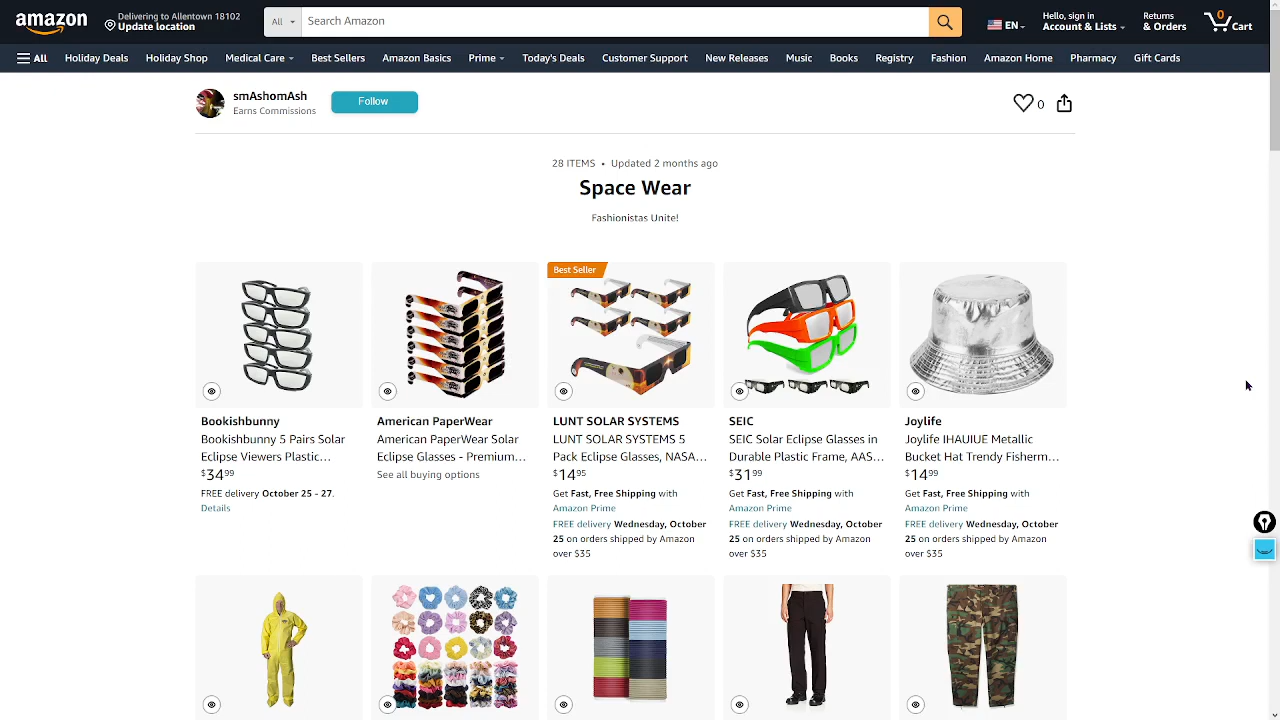 amazon
Delivering to Allentown 18102
Update location
All
Search Amazon
EN
Hello, sign in
Account & Lists
Returns
& Orders
0
Cart
All
Holiday Deals
Holiday Shop
Medical Care
Best Sellers
Amazon Basics
Prime
Today's Deals
Customer Support
New Releases
Music
Books
Registry
Fashion
Amazon Home
Pharmacy
Gift Cards
smAshomAsh
Earns Commissions
Follow
0
28 ITEMS • Updated 2 months ago
Space Wear
Fashionistas Unite!
Bookishbunny
Bookishbunny 5 Pairs Solar
Eclipse Viewers Plastic...
$34.99
FREE delivery October 25 - 27.
Details
American PaperWear
American PaperWear Solar
Eclipse Glasses - Premium...
See all buying options
Best Seller
LUNT SOLAR SYSTEMS
LUNT SOLAR SYSTEMS 5
Pack Eclipse Glasses, NASA...
$14.95
Get Fast, Free Shipping with
Amazon Prime
FREE delivery Wednesday, October
25 on orders shipped by Amazon
over $35
SEIC
SEIC Solar Eclipse Glasses in
Durable Plastic Frame, AAS...
$31.99
Get Fast, Free Shipping with
Amazon Prime
FREE delivery Wednesday, October
25 on orders shipped by Amazon
over $35
Joylife
Joylife IHAUIUE Metallic
Bucket Hat Trendy Fisherm...
$14.99
Get Fast, Free Shipping with
Amazon Prime
FREE delivery Wednesday, October
25 on orders shipped by Amazon
over $35